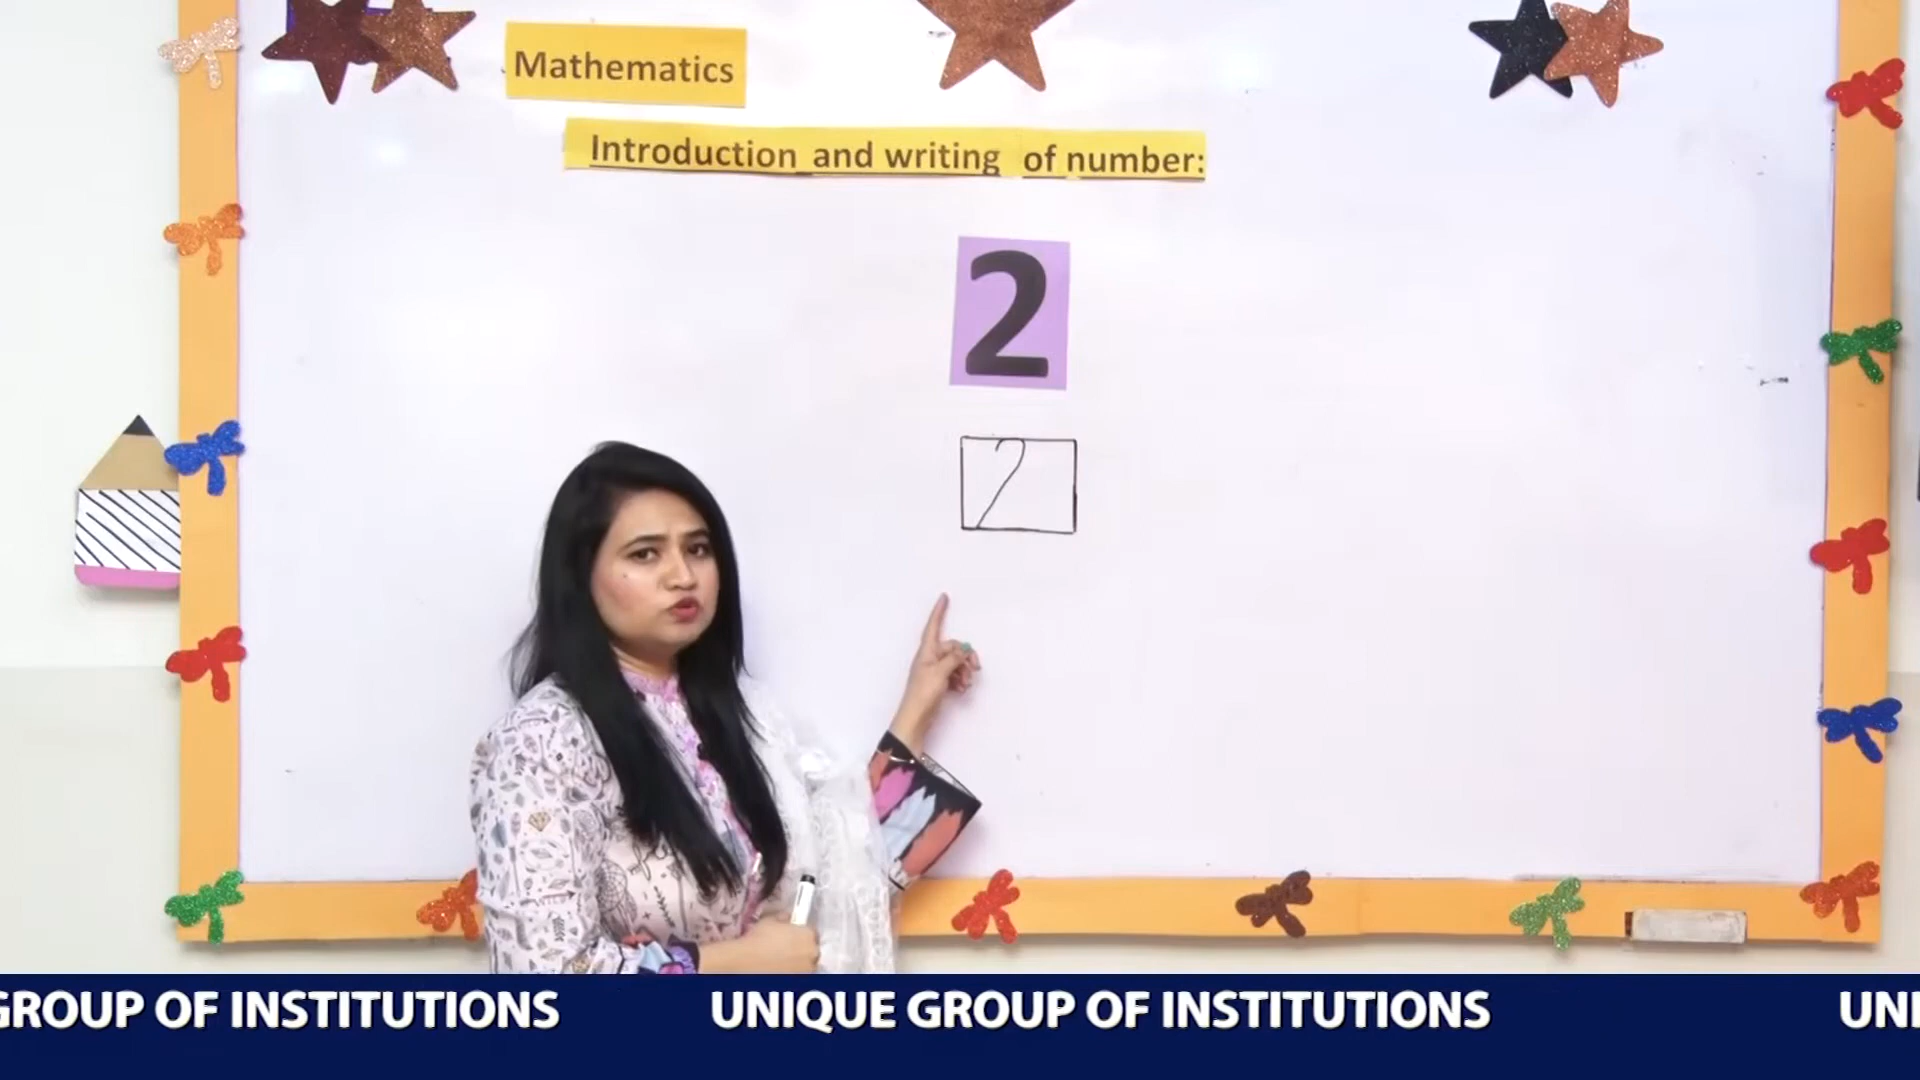 Mathematics
Introduction and writing of number:
2
2
GROUP OF INSTITUTIONS UNIQUE GROUP OF INSTITUTIONS UNI